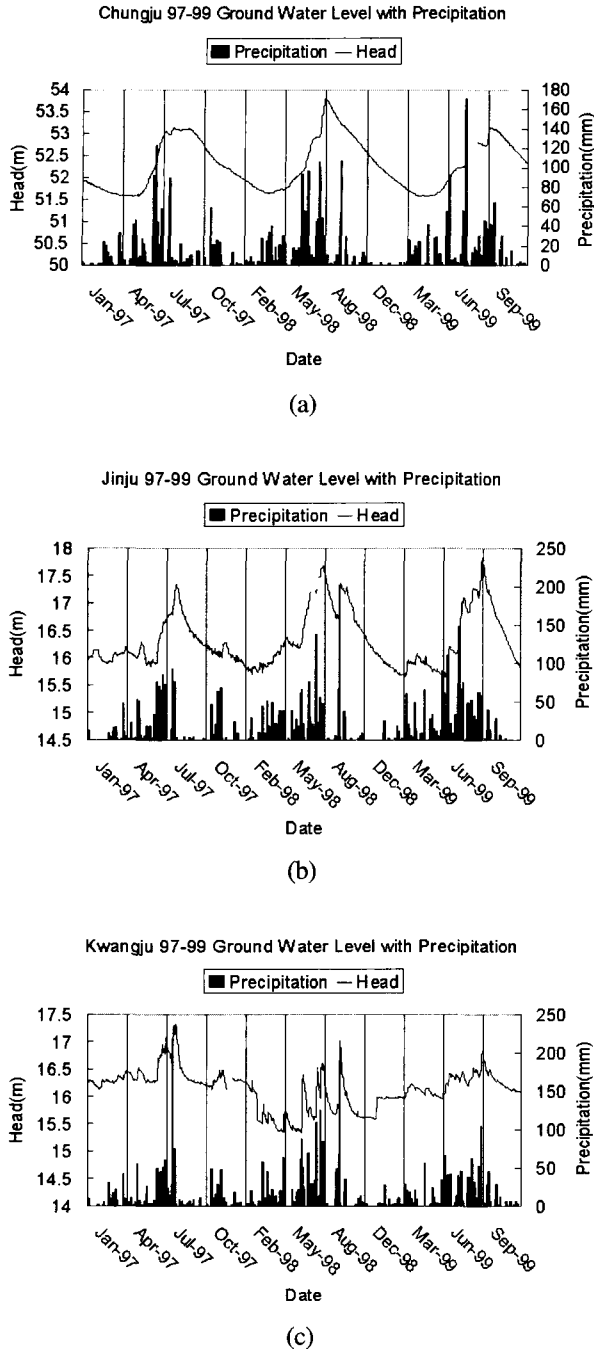 Chungju 97-99 Ground Water Level with Precipitation
Precipitation — Head
54
53.5
53
52.5
52
51.5
51
50.5
50
Head(m)
180
160
140
120
100
80
60
40
20
0
Precipitation(mm)
Jan-97 Apr-97 Jul-97 Oct-97 Feb-98 May-98 Aug-98 Dec-98 Mar-99 Jun-99 Sep-99
Date
(a)
Jinju 97-99 Ground Water Level with Precipitation
Precipitation — Head
18
17.5
17
16.5
16
15.5
15
14.5
Head(m)
250
200
150
100
50
0
Precipitation(mm)
Jan-97 Apr-97 Jul-97 Oct-97 Feb-98 May-98 Aug-98 Dec-98 Mar-99 Jun-99 Sep-99
Date
(b)
Kwangju 97-99 Ground Water Level with Precipitation
Precipitation — Head
17.5
17
16.5
16
15.5
15
14.5
14
Head(m)
250
200
150
100
50
0
Precipitation(mm)
Jan-97 Apr-97 Jul-97 Oct-97 Feb-98 May-98 Aug-98 Dec-98 Mar-99 Jun-99 Sep-99
Date
(c)